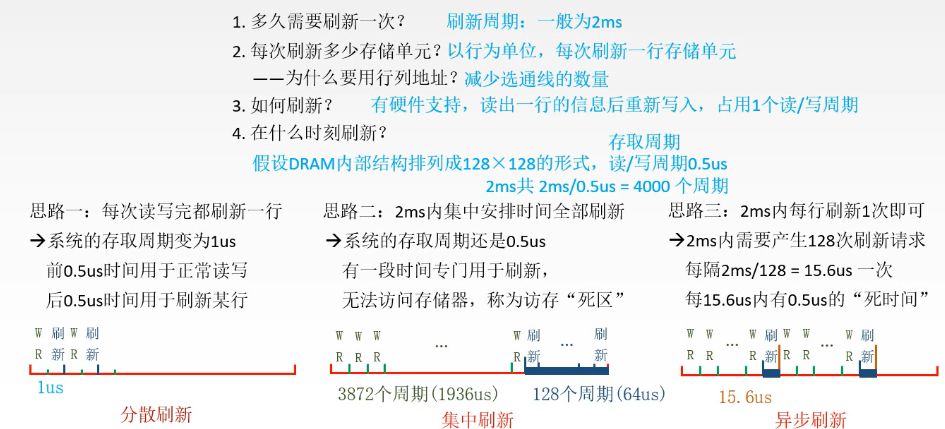 1. 多久需要刷新一次？ 刷新周期：一般为2ms
2. 每次刷新多少存储单元？以行为单位，每次刷新一行存储单元
——为什么要用行列地址？减少选通线的数量
3. 如何刷新？ 有硬件支持，读出一行的信息后重新写入，占用1个读/写周期
4. 在什么时刻刷新？
存取周期
假设DRAM内部结构排列成128×128的形式，读/写周期0.5us
2ms共 2ms/0.5us = 4000 个周期
思路一：每次读写完都刷新一行
→系统的存取周期变为1us
前0.5us时间用于正常读写
后0.5us时间用于刷新某行
W 刷 W 刷
R 新 R 新
1us
分散刷新
思路二：2ms内集中安排时间全部刷新
→系统的存取周期还是0.5us
有一段时间专门用于刷新，
无法访问存储器，称为访存“死区”
W W W ... W 刷 ... 刷
R R R R 新 新
3872个周期(1936us) 128个周期(64us)
集中刷新
思路三：2ms内每行刷新1次即可
→2ms内需要产生128次刷新请求
每隔2ms/128 = 15.6us 一次
每15.6us内有0.5us的“死时间”
W W ... W 刷 W W ... W 刷
R R R 新 R R R 新
15.6us
异步刷新